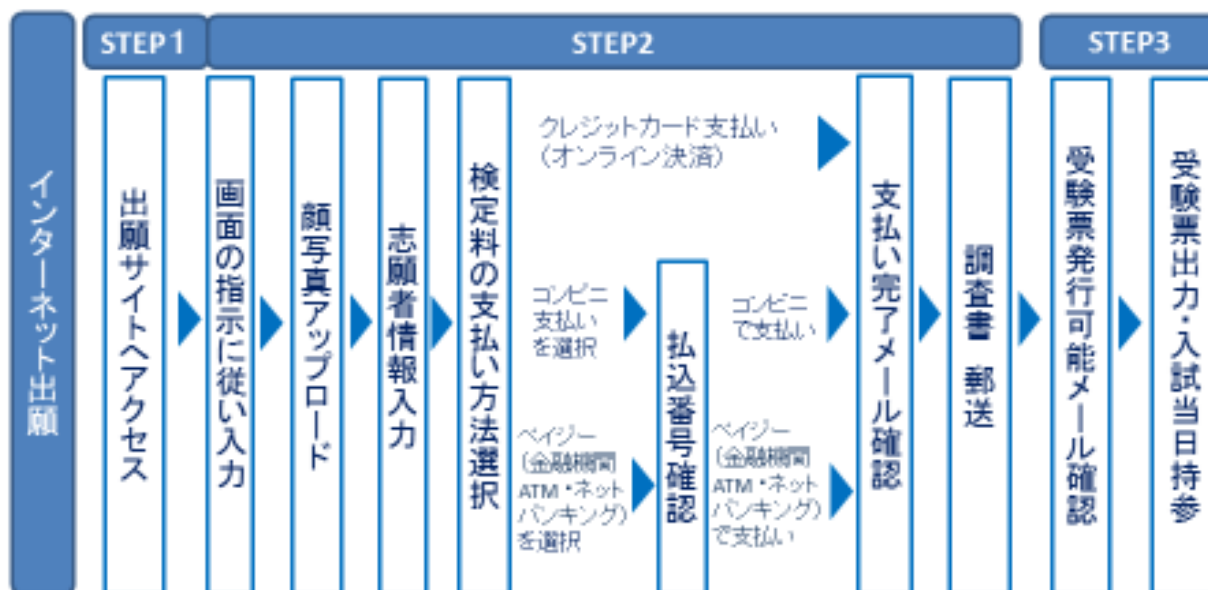 インターネット出願
STEP1
STEP2
STEP3
出願サイトへアクセス
画面の指示に従い入力
顔写真アップロード
志願者情報入力
検定料の支払い方法選択
クレジットカード支払い
(オンライン決済)
コンビニ
支払い
を選択
ペイジー
(金融機関
ATM・ネット
バンキング)
を選択
払込番号確認
コンビニ
で支払い
ペイジー
(金融機関
ATM・ネット
バンキング)
で支払い
支払い完了メール確認
調査書 郵送
受験票発行可能メール確認
受験票出力・入試当日持参